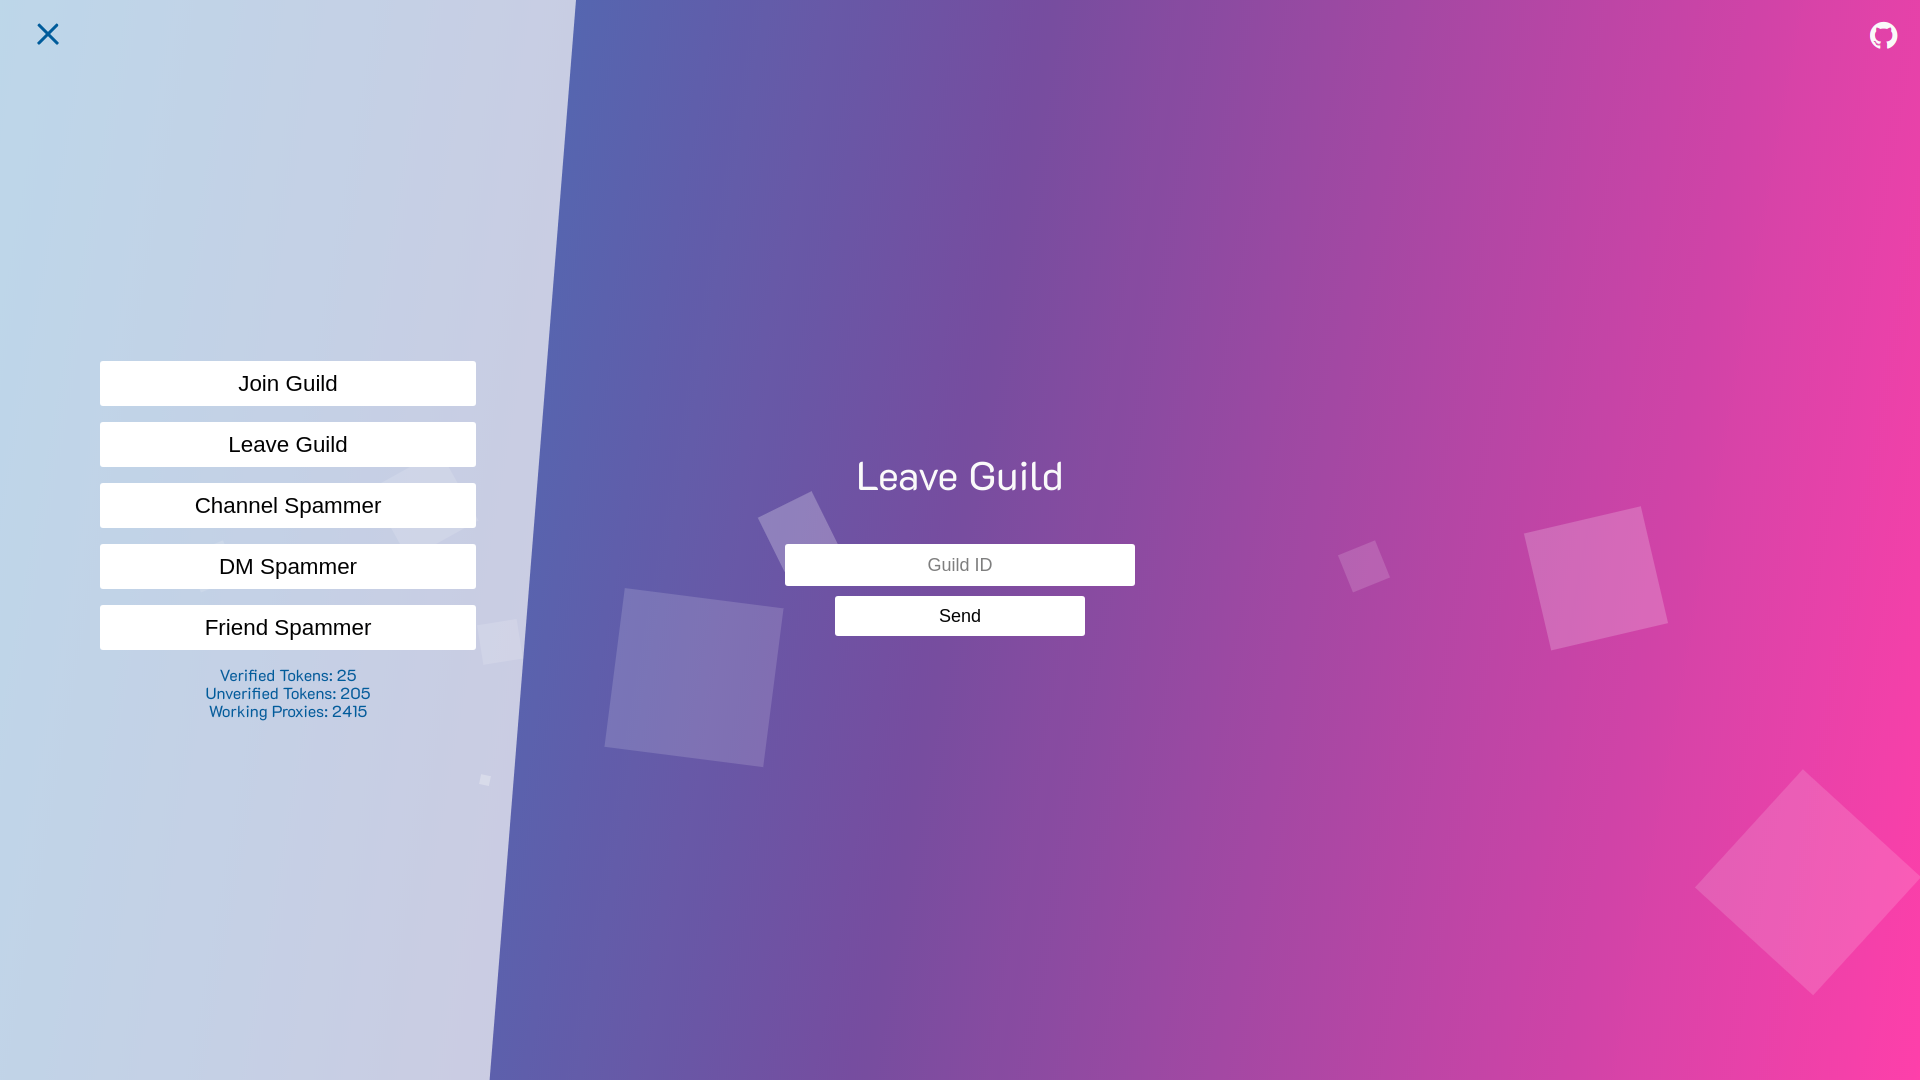 Join Guild
Leave Guild
Channel Spammer
DM Spammer
Friend Spammer
Verified Tokens: 25
Unverified Tokens: 205
Working Proxies: 2415
Leave Guild
Guild ID
Send